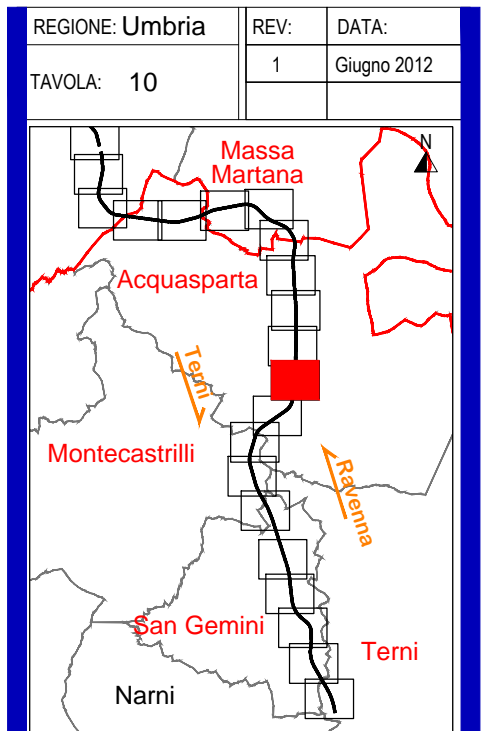 REGIONE: Umbria
REV:
DATA:
TAVOLA: 10
1
Giugno 2012
N
Massa
Martana
Acquasparta
Terni
Montecastrilli
Ravenna
San Gemini
Terni
Narni